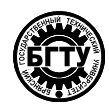 БРЯНСКИЙ ГОСУДАРСТВЕННЫЙ ТЕХНИЧЕСКИЙ УНИВЕРСИТЕТ
БГТУ